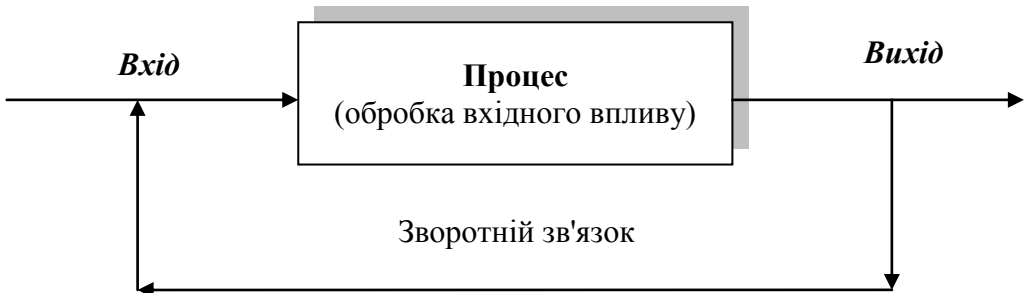 Вхід
Процес
(обробка вхідного впливу)
Вихід
Зворотній зв'язок